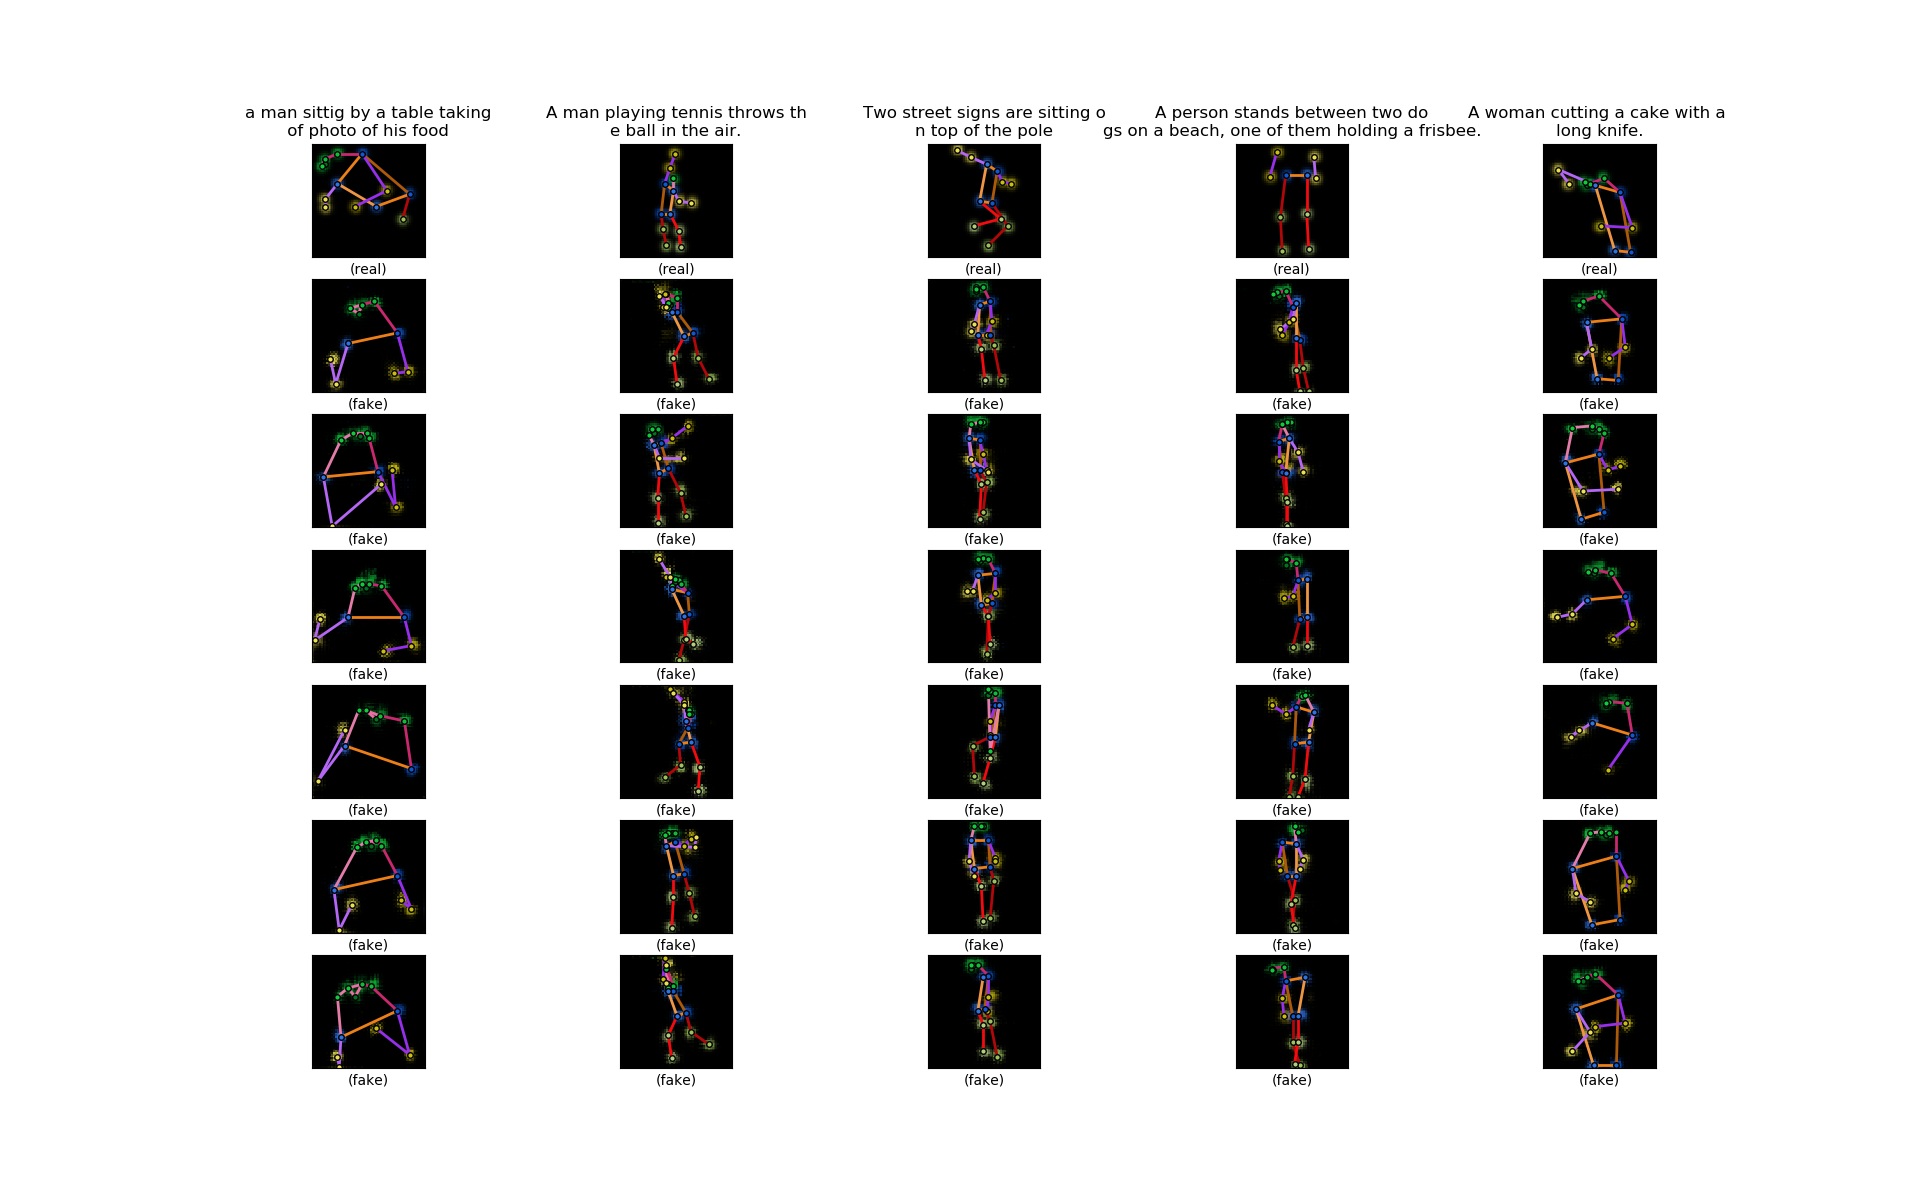 a man sittig by a table taking
of photo of his food
A man playing tennis throws th
e ball in the air.
Two street signs are sitting o
n top of the pole
A person stands between two do
gs on a beach, one of them holding a frisbee.
A woman cutting a cake with a
long knife.
(real) (real) (real) (real) (real)
(fake) (fake) (fake) (fake) (fake)
(fake) (fake) (fake) (fake) (fake)
(fake) (fake) (fake) (fake) (fake)
(fake) (fake) (fake) (fake) (fake)
(fake) (fake) (fake) (fake) (fake)
(fake) (fake) (fake) (fake) (fake)